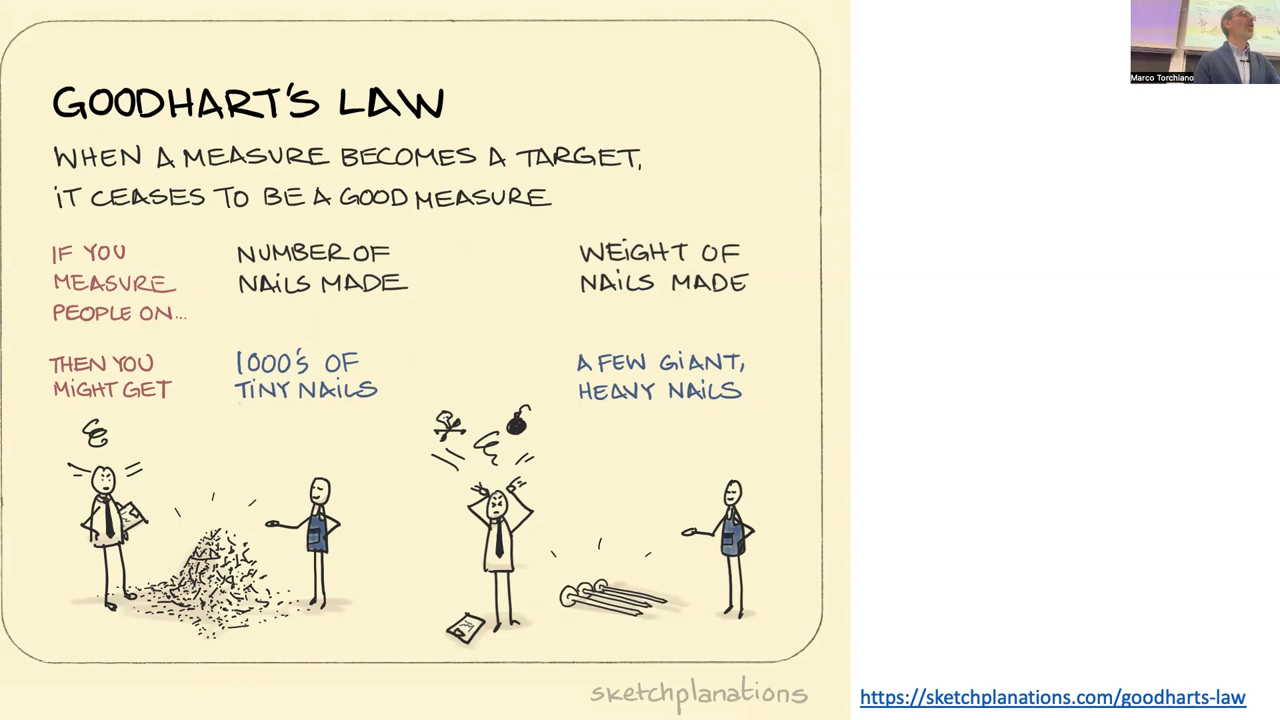 GOODHART'S LAW
WHEN A MEASURE BECOMES A TARGET,
IT CEASES TO BE A GOOD MEASURE
IF YOU
MEASURE
PEOPLE ON...
NUMBER OF
NAILS MADE
WEIGHT OF
NAILS MADE
THEN YOU
MIGHT GET
1000'S OF
TINY NAILS
A FEW GIANT,
HEAVY NAILS
sketchplanations
https://sketchplanations.com/goodharts-law
Marco Torchiano